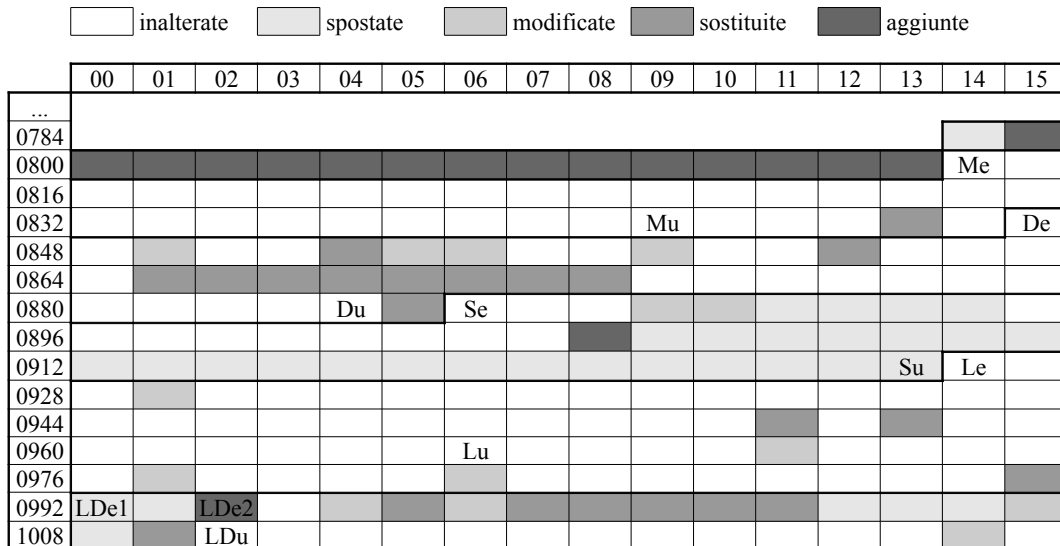 inalterate spostate modificate sostituite aggiunte
00 01 02 03 04 05 06 07 08 09 10 11 12 13 14 15
...
0784
0800 Me
0816
0832 Mu De
0848
0864
0880 Du Se
0896
0912 Su Le
0928
0944
0960 Lu
0976
0992 LDe1 LDe2
1008 LDu